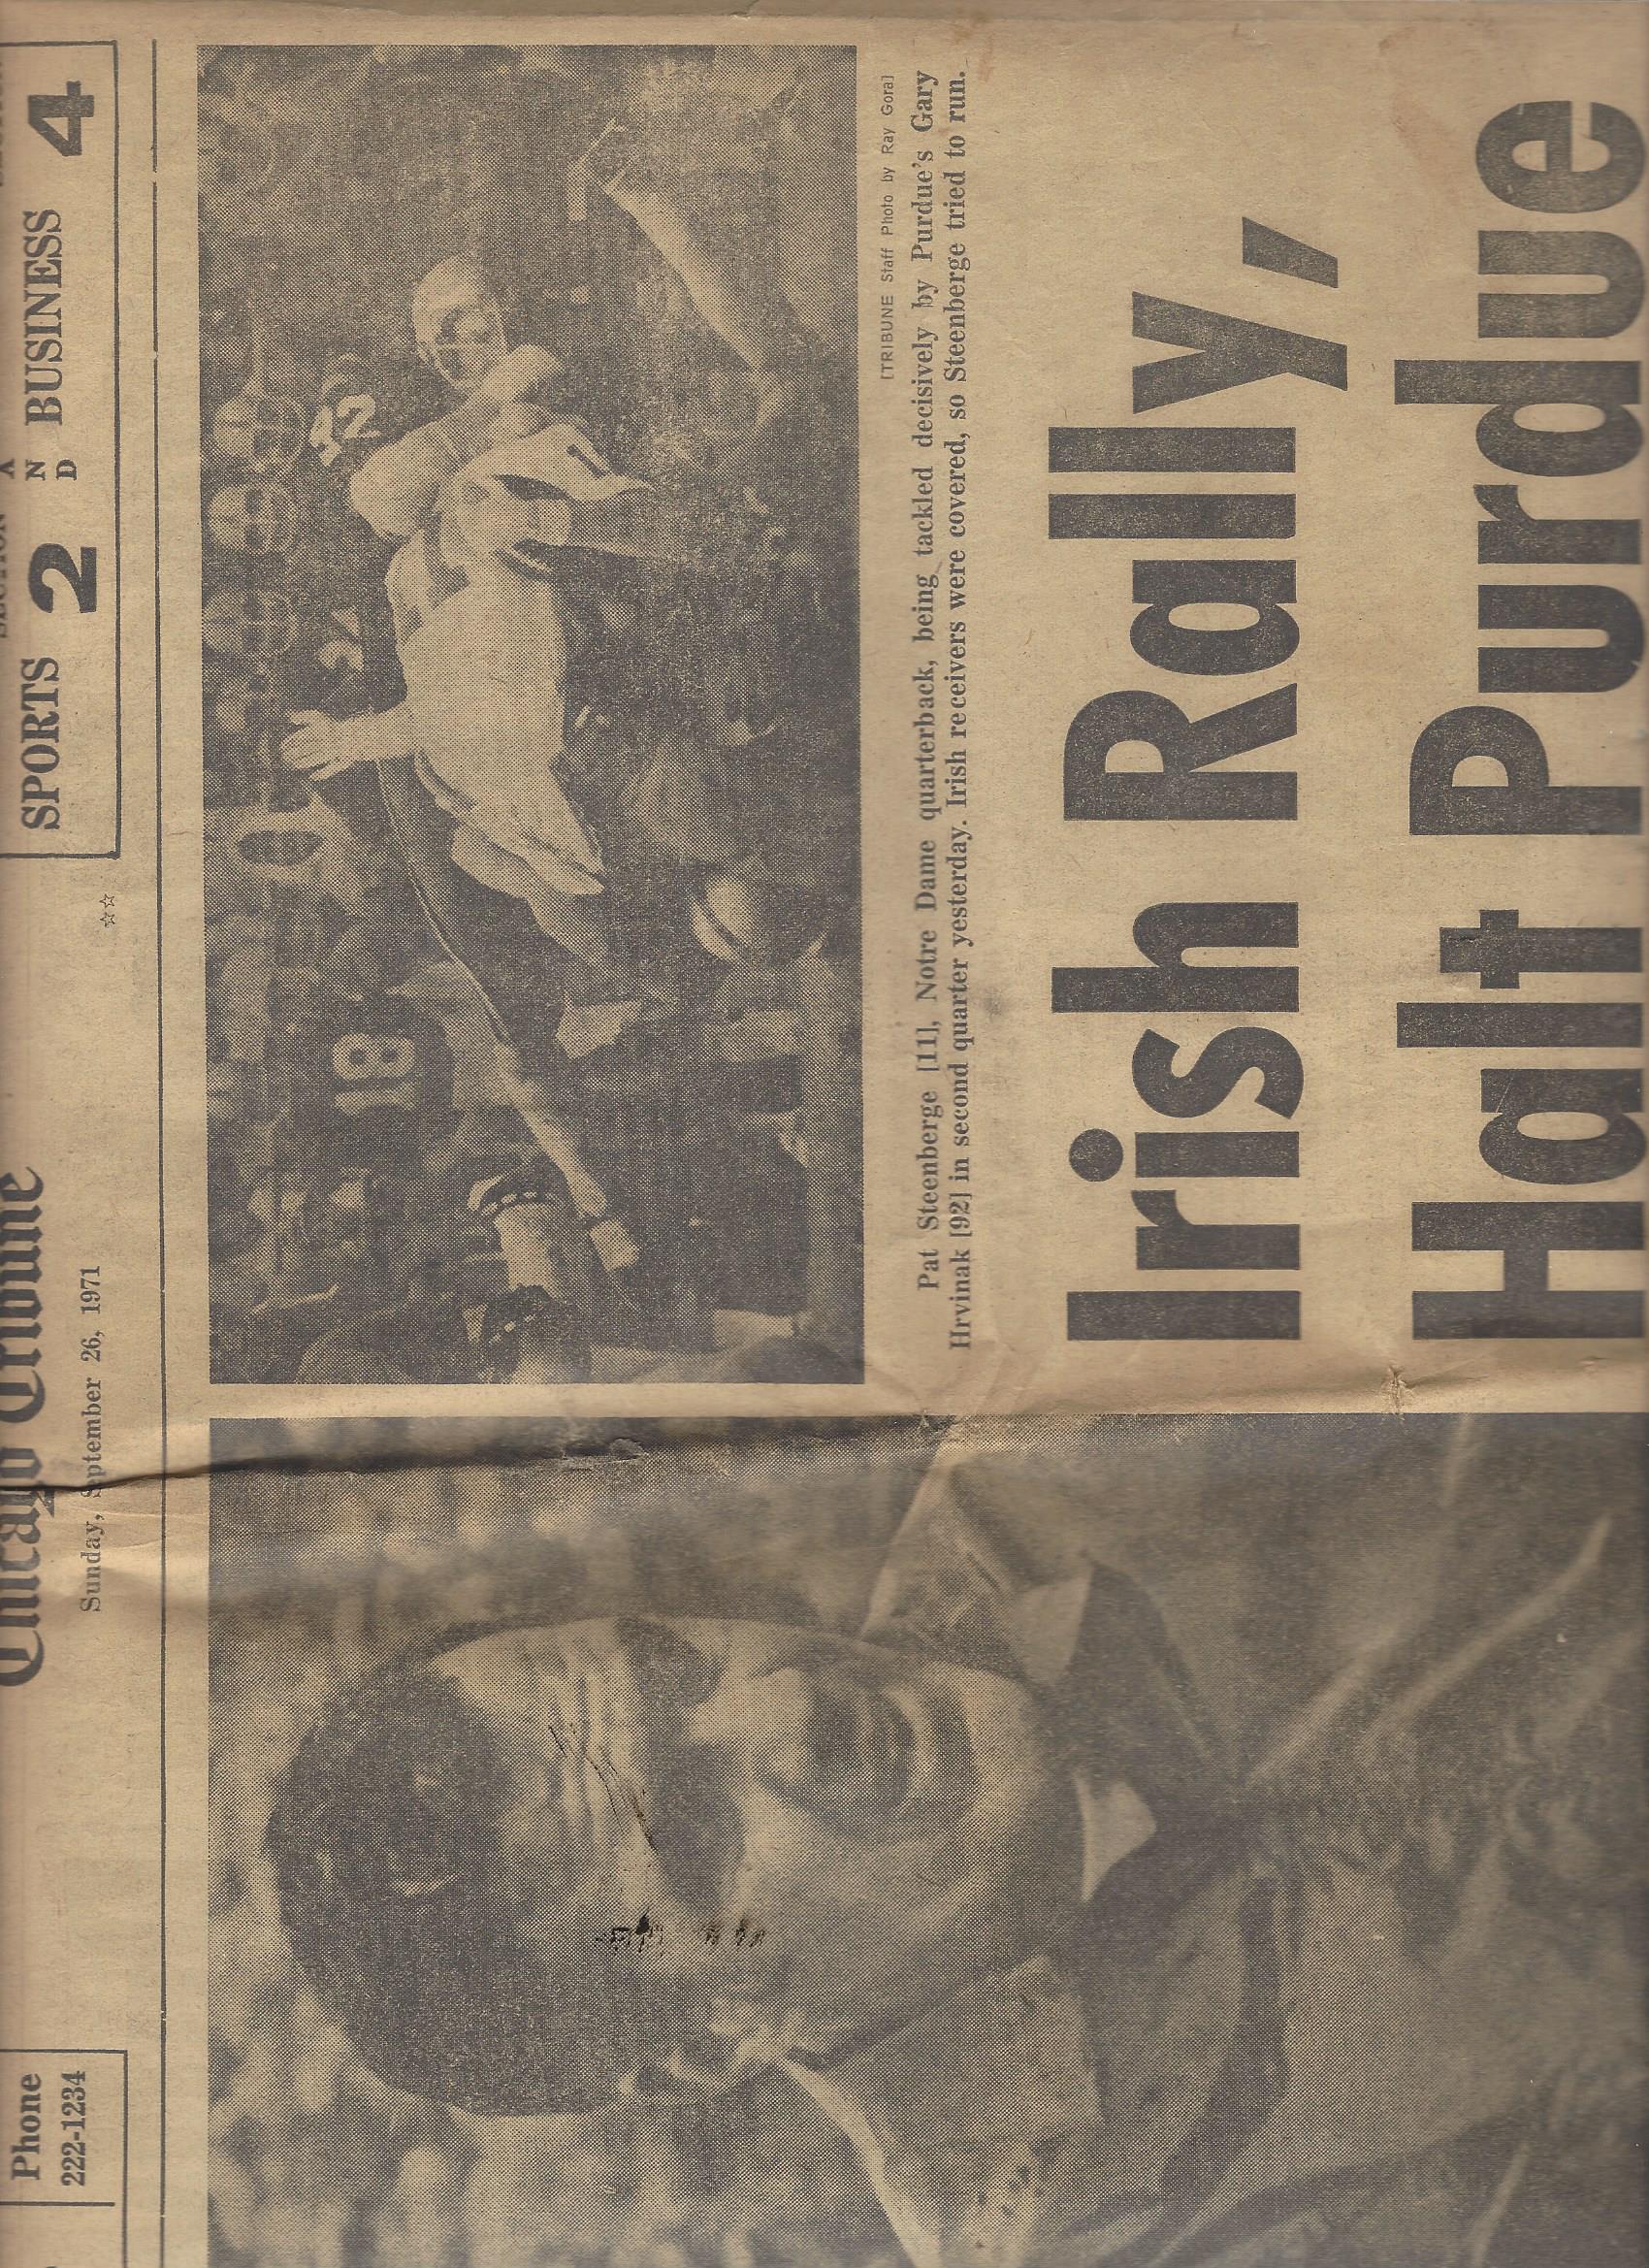 Phone
222-1234
Chicago Tribune
Sunday, September 26, 1971
☆☆
SECTION
SPORTS 2 AND BUSINESS 4
18
42
[TRIBUNE Staff Photo by Ray Gora]
Pat Steenberge [11], Notre Dame quarterback, being tackled decisively by Purdue's Gary
Hrvinak [92] in second quarter yesterday. Irish receivers were covered, so Steenberge tried to run.
Irish Rally,
Halt Purdue